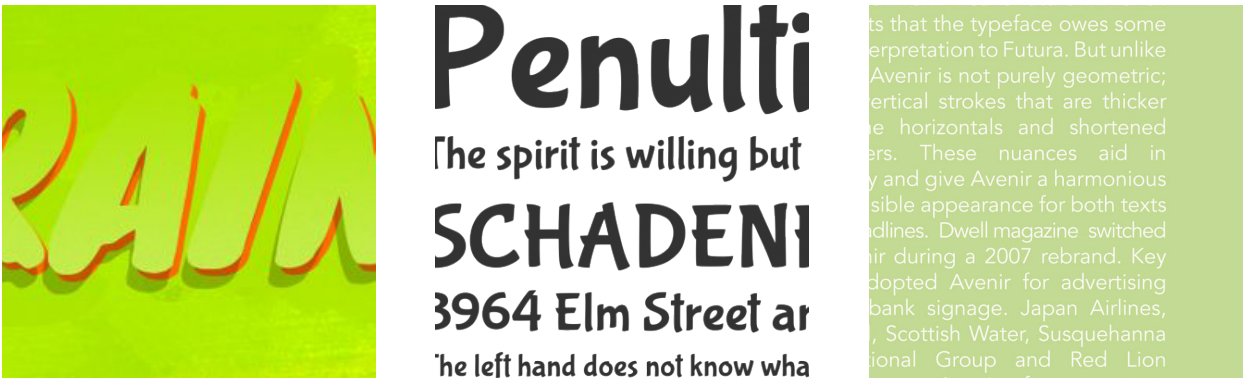 RAIN
Penulti
The spirit is willing but
SCHADEN
3964 Elm Street ar
The left hand does not know wha
ts that the typeface owes some
erpretation to Futura. But unlike
Avenir is not purely geometric;
vertical strokes that are thicker
e horizontals and shortened
ers. These nuances aid in
y and give Avenir a harmonious
sible appearance for both texts
adlines. Dwell magazine switched
ir during a 2007 rebrand. Key
dopted Avenir for advertising
bank signage. Japan Airlines,
, Scottish Water, Susquehanna
tional Group and Red Lion